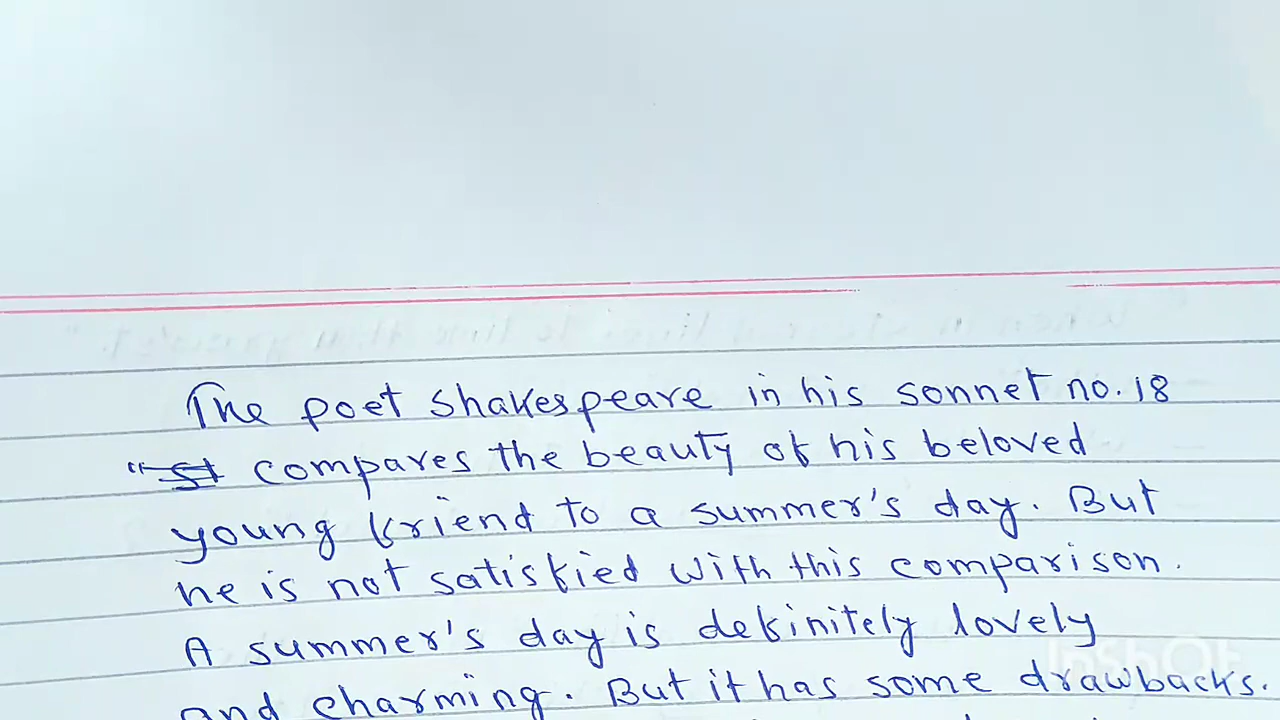 The poet Shakespeare in his sonnet no. 18
compares the beauty of his beloved
young friend to a summer's day. But
he is not satisfied with this comparison.
A summer's day is definitely lovely
and charming. But it has some drawbacks.
InShOt